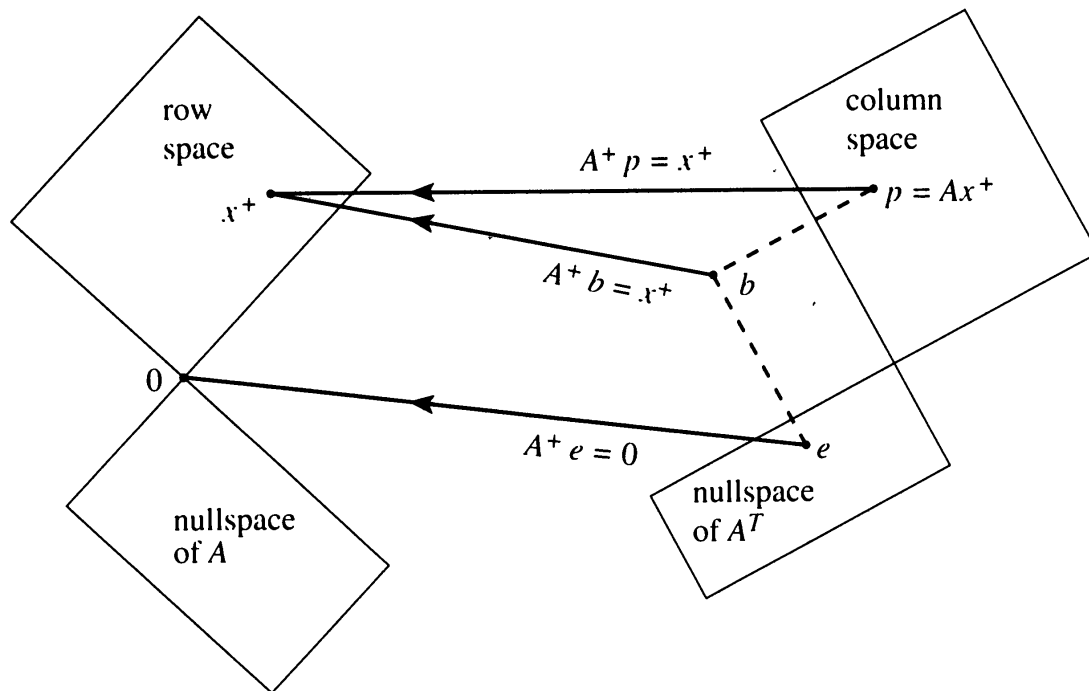 row
space
column
space
A⁺ p = x⁺
x⁺
p = Ax⁺
A⁺ b = x⁺
b
0
A⁺ e = 0
e
nullspace
of A
nullspace
of Aᵀ